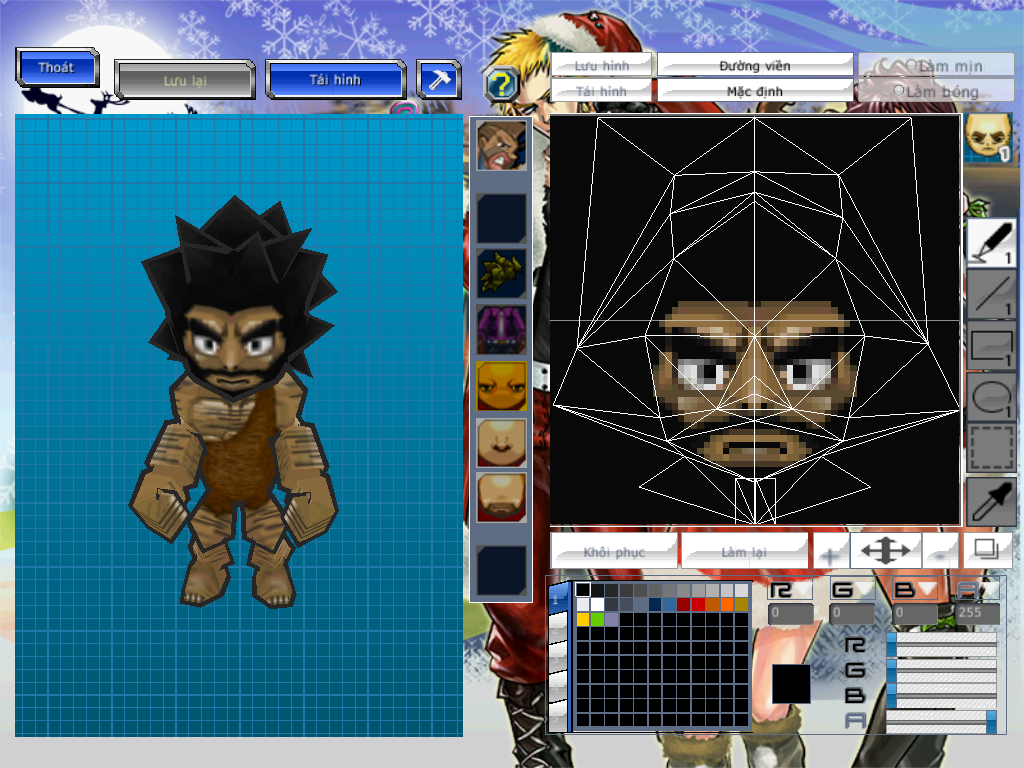 Thoát
Lưu lại
Tải hình
?
Lưu hình
Đường viền
Làm mịn
Tải hình
Mặc định
Làm bóng
1
1
1
1
1
Khôi phục
Làm lại
+
-
1
R G B A
0 0 0 255
R
G
B
A